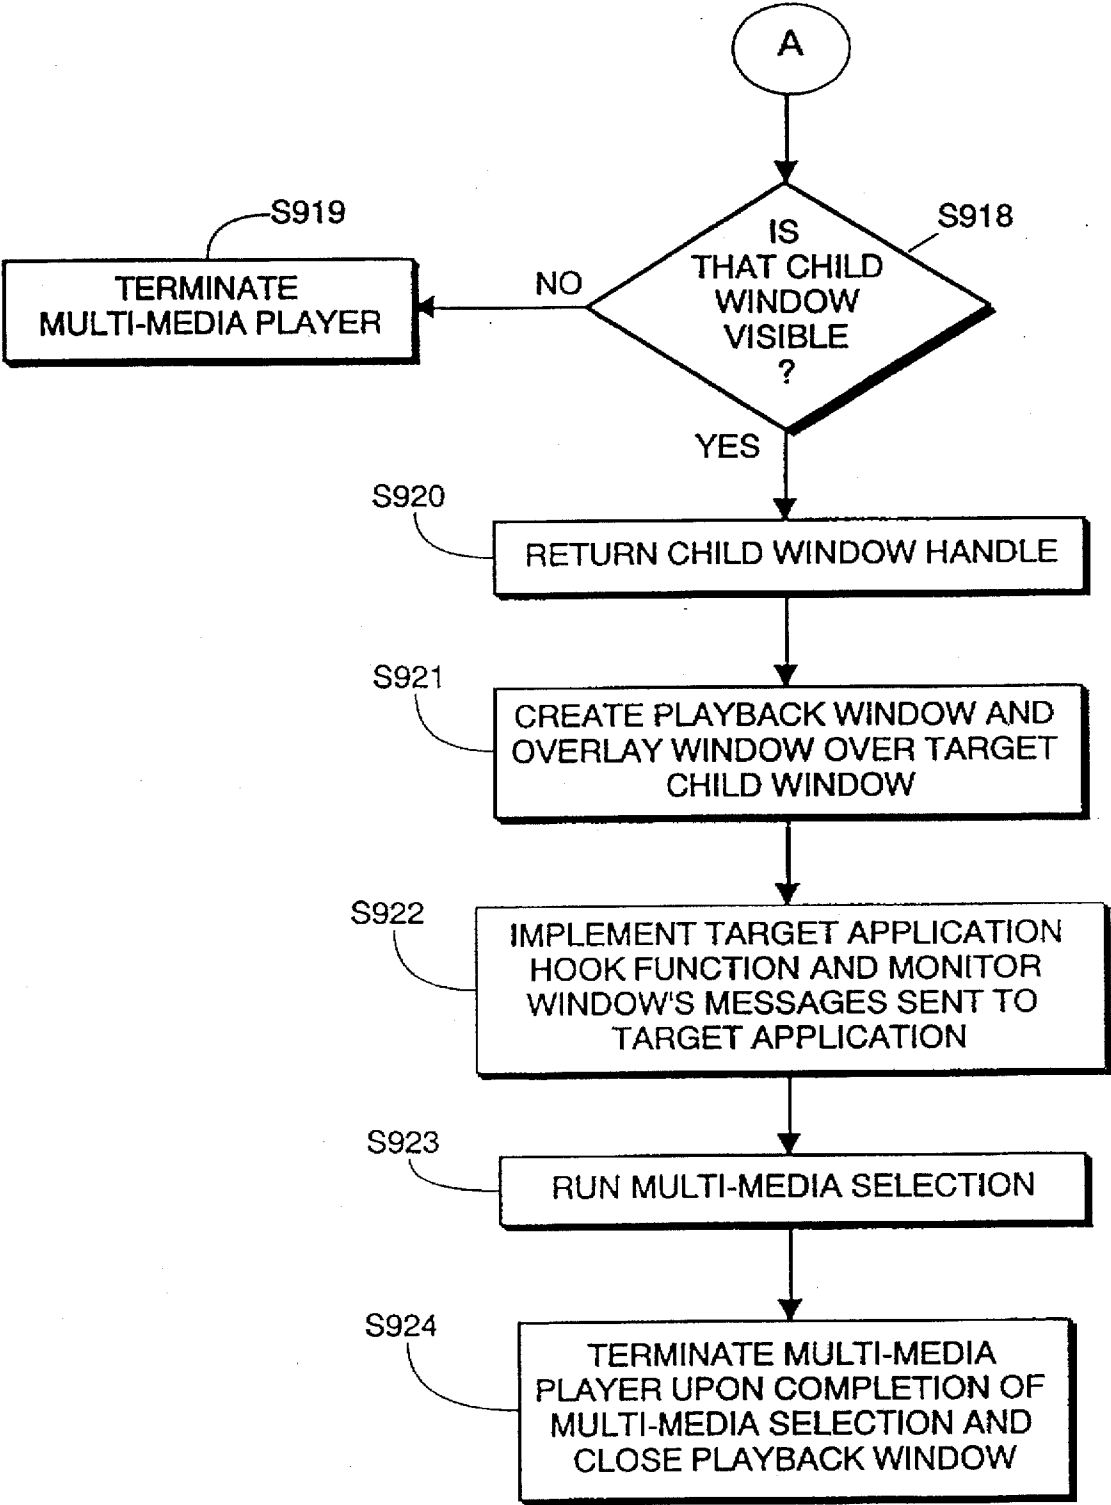 A
S918
IS
THAT CHILD
WINDOW
VISIBLE
?
NO
S919
TERMINATE
MULTI-MEDIA PLAYER
YES
S920
RETURN CHILD WINDOW HANDLE
S921
CREATE PLAYBACK WINDOW AND
OVERLAY WINDOW OVER TARGET
CHILD WINDOW
S922
IMPLEMENT TARGET APPLICATION
HOOK FUNCTION AND MONITOR
WINDOW'S MESSAGES SENT TO
TARGET APPLICATION
S923
RUN MULTI-MEDIA SELECTION
S924
TERMINATE MULTI-MEDIA
PLAYER UPON COMPLETION OF
MULTI-MEDIA SELECTION AND
CLOSE PLAYBACK WINDOW